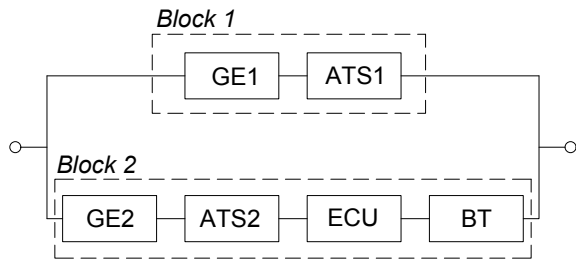 Block 1
GE1 ATS1
Block 2
GE2 ATS2 ECU BT